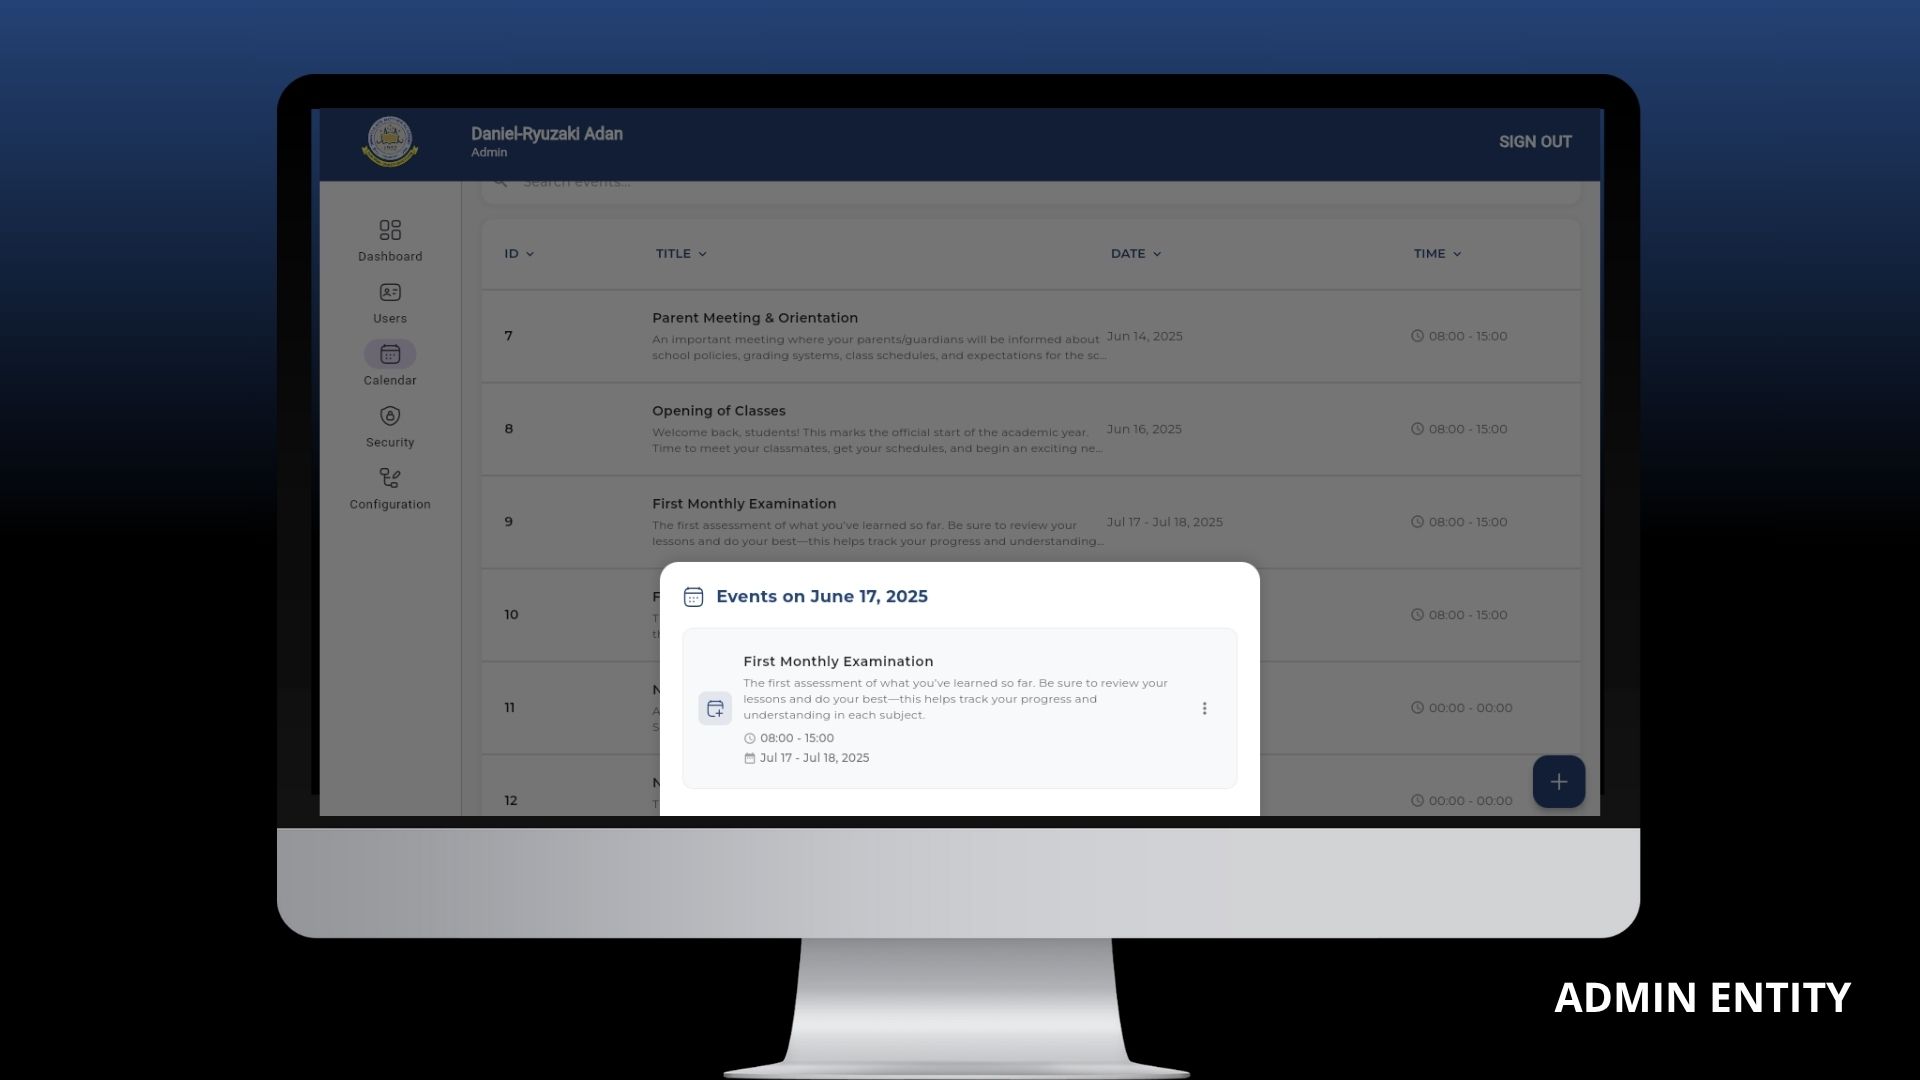 Daniel-Ryuzaki Adan
Admin
SIGN OUT
Search events...
Dashboard
Users
Calendar
Security
Configuration
ID
TITLE
DATE
TIME
7
Parent Meeting & Orientation
An important meeting where your parents/guardians will be informed about
school policies, grading systems, class schedules, and expectations for the sc...
Jun 14, 2025
08:00 - 15:00
8
Opening of Classes
Welcome back, students! This marks the official start of the academic year.
Time to meet your classmates, get your schedules, and begin an exciting ne...
Jun 16, 2025
08:00 - 15:00
9
First Monthly Examination
The first assessment of what you've learned so far. Be sure to review your
lessons and do your best—this helps track your progress and understanding...
Jul 17 - Jul 18, 2025
08:00 - 15:00
10
08:00 - 15:00
11
00:00 - 00:00
12
00:00 - 00:00
Events on June 17, 2025
First Monthly Examination
The first assessment of what you've learned so far. Be sure to review your
lessons and do your best—this helps track your progress and
understanding in each subject.
08:00 - 15:00
Jul 17 - Jul 18, 2025
ADMIN ENTITY